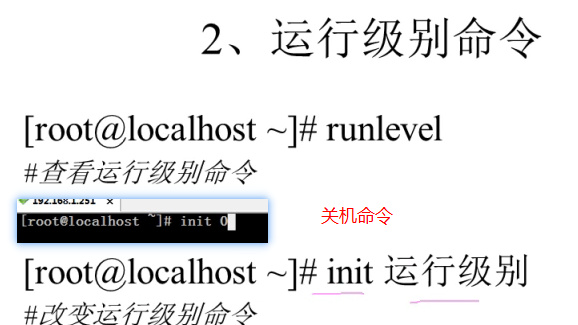 2、运行级别命令
[root@localhost ~]# runlevel
#查看运行级别命令
192.168.1.251 ×
[root@localhost ~]# init 0
关机命令
[root@localhost ~]# init 运行级别
#改变运行级别命令